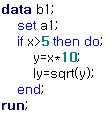 data b1;
set a1;
if x>5 then do;
y=x*10;
ly=sqrt(y);
end;
run;